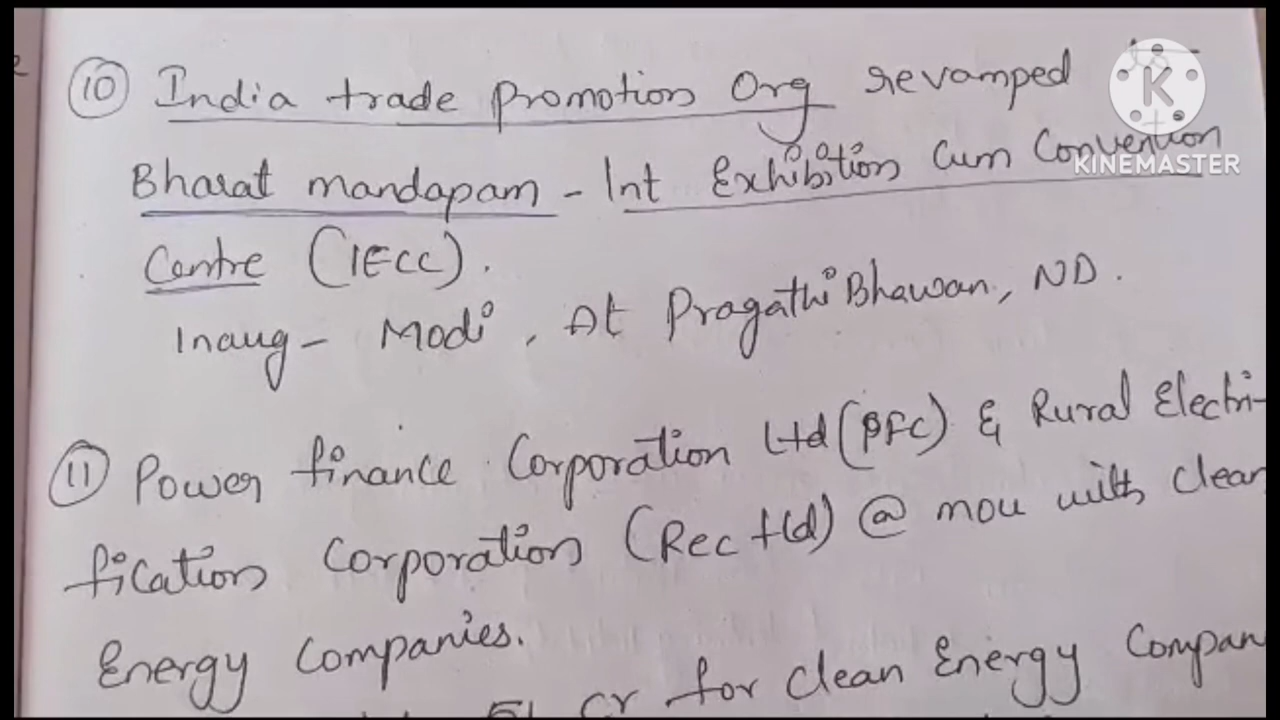 10 India trade promotion Org revamped
Bharat mandapam - Int Exhibition Cum Convention
Centre (IECC).
Inaug - Modi, At Pragathi Bhawan, ND.
11 Power finance Corporation Ltd (PFC) & Rural Electri-
fication Corporation (Rec Ltd) @ mou with Clean
Energy Companies.
51 Cr for clean Energy Compan
KINEMASTER